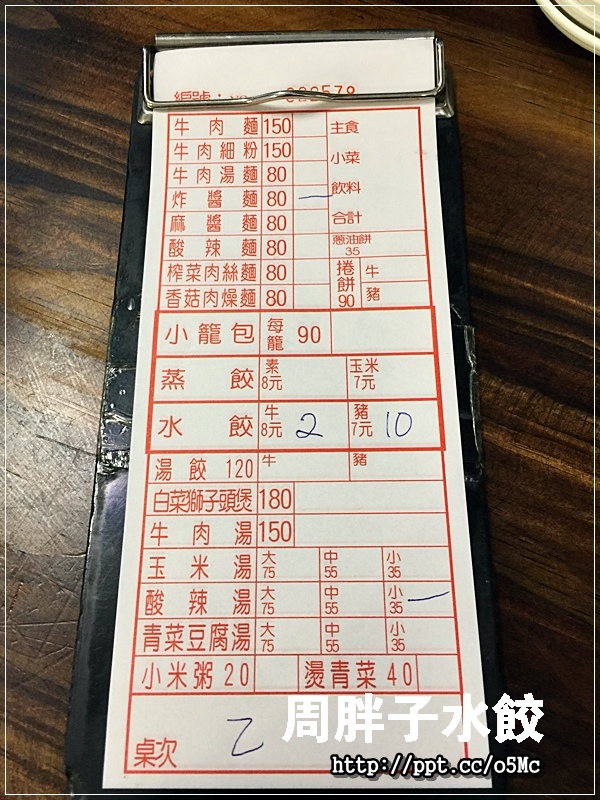 編號：No 022578
牛肉麵 150 主食
牛肉細粉 150 小菜
牛肉湯麵 80
炸醬麵 80 一 飲料
麻醬麵 80 合計
酸辣麵 80 蔥油餅 35
榨菜肉絲麵 80 捲餅 90 牛
香菇肉燥麵 80 豬
小籠包 每籠 90
蒸餃 素 8元 玉米 7元
水餃 牛 8元 2 豬 7元 10
湯餃 120 牛 豬
白菜獅子頭煲 180
牛肉湯 150
玉米湯 大 75 中 55 小 35
酸辣湯 大 75 中 55 小 35 一
青菜豆腐湯 大 75 中 55 小 35
小米粥 20 燙青菜 40
桌次 乙
周胖子水餃
http://ppt.cc/o5Mc